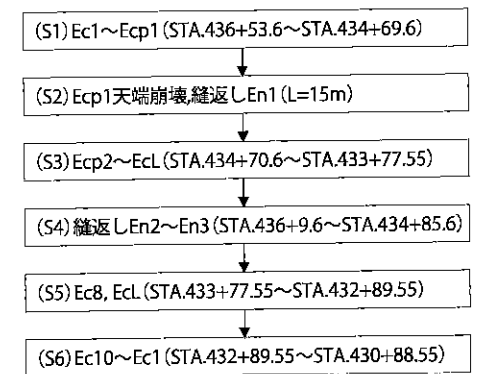 (S1)Ec1～Ecp1(STA.436+53.6～STA.434+69.6)
(S2)Ecp1天端崩壊,縫返しEn1(L=15m)
(S3)Ecp2～EcL(STA.434+70.6～STA.433+77.55)
(S4)縫返しEn2～En3(STA.436+9.6～STA.434+85.6)
(S5)Ec8, EcL(STA.433+77.55～STA.432+89.55)
(S6)Ec10～Ec1(STA.432+89.55～STA.430+88.55)